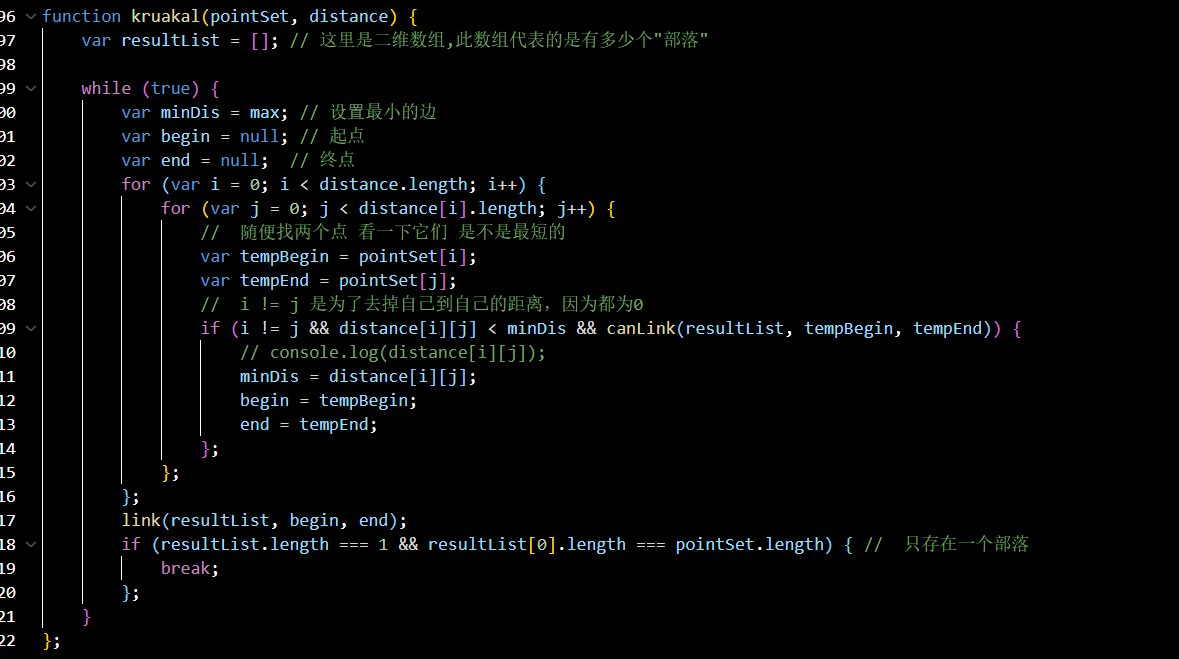 96 function kruakal(pointSet, distance) {
97     var resultList = []; // 这里是二维数组,此数组代表的是有多少个"部落"
98
99     while (true) {
00         var minDis = max; // 设置最小的边
01         var begin = null; // 起点
02         var end = null;  // 终点
03         for (var i = 0; i < distance.length; i++) {
04             for (var j = 0; j < distance[i].length; j++) {
05                 //  随便找两个点 看一下它们 是不是最短的
06                 var tempBegin = pointSet[i];
07                 var tempEnd = pointSet[j];
08                 //  i != j 是为了去掉自己到自己的距离，因为都为0
09                 if (i != j && distance[i][j] < minDis && canLink(resultList, tempBegin, tempEnd)) {
10                     // console.log(distance[i][j]);
11                     minDis = distance[i][j];
12                     begin = tempBegin;
13                     end = tempEnd;
14                 };
15             };
16         };
17         link(resultList, begin, end);
18         if (resultList.length === 1 && resultList[0].length === pointSet.length) { //  只存在一个部落
19             break;
20         };
21     }
22 };